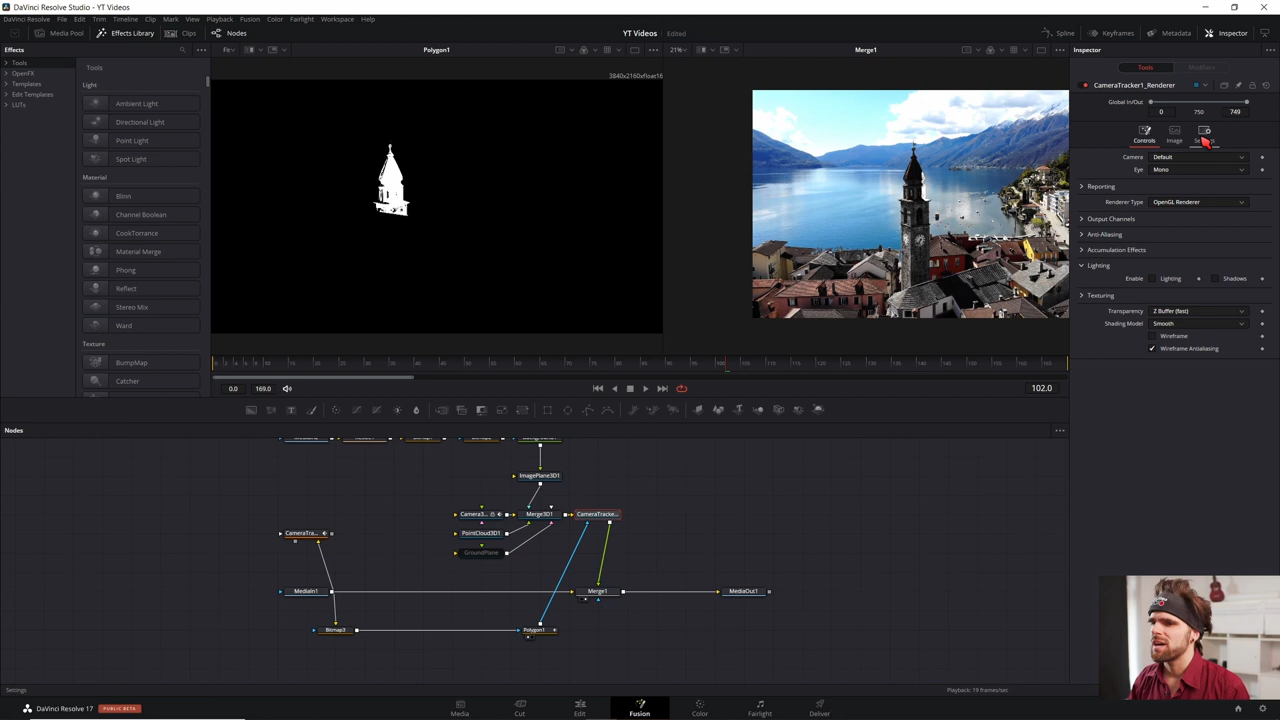 DaVinci Resolve Studio - YT Videos
DaVinci Resolve File Edit Trim Timeline Clip Mark View Playback Fusion Color Fairlight Workspace Help
Media Pool Effects Library Clips Nodes YT Videos Edited Spline Keyframes Metadata Inspector
Effects Fit Polygon1 21% Merge1 Inspector
Tools
OpenFX
Templates
Edit Templates
LUTs
Tools
Light
Ambient Light
Directional Light
Point Light
Spot Light
Material
Blinn
Channel Boolean
CookTorrance
Material Merge
Phong
Reflect
Stereo Mix
Ward
Texture
BumpMap
Catcher
3840x2160xfloat16
Tools Modifiers
CameraTracker1_Renderer
Global In/Out
0 750 749
Controls Image
Camera Default
Eye Mono
Reporting
Renderer Type OpenGL Renderer
Output Channels
Anti-Aliasing
Accumulation Effects
Lighting
Enable Lighting Shadows
Texturing
Transparency Z Buffer (fast)
Shading Model Smooth
Wireframe
Wireframe Antialiasing
0.0 169.0 102.0
Nodes
ImagePlane3D1
Camera3... Merge3D1 CameraTracke...
CameraTra... PointCloud3D1
GroundPlane
MediaIn1 Merge1 MediaOut1
Bitmap3 Polygon1
Settings Playback: 19 frames/sec
DaVinci Resolve 17 PUBLIC BETA
Media Cut Edit Fusion Color Fairlight Deliver